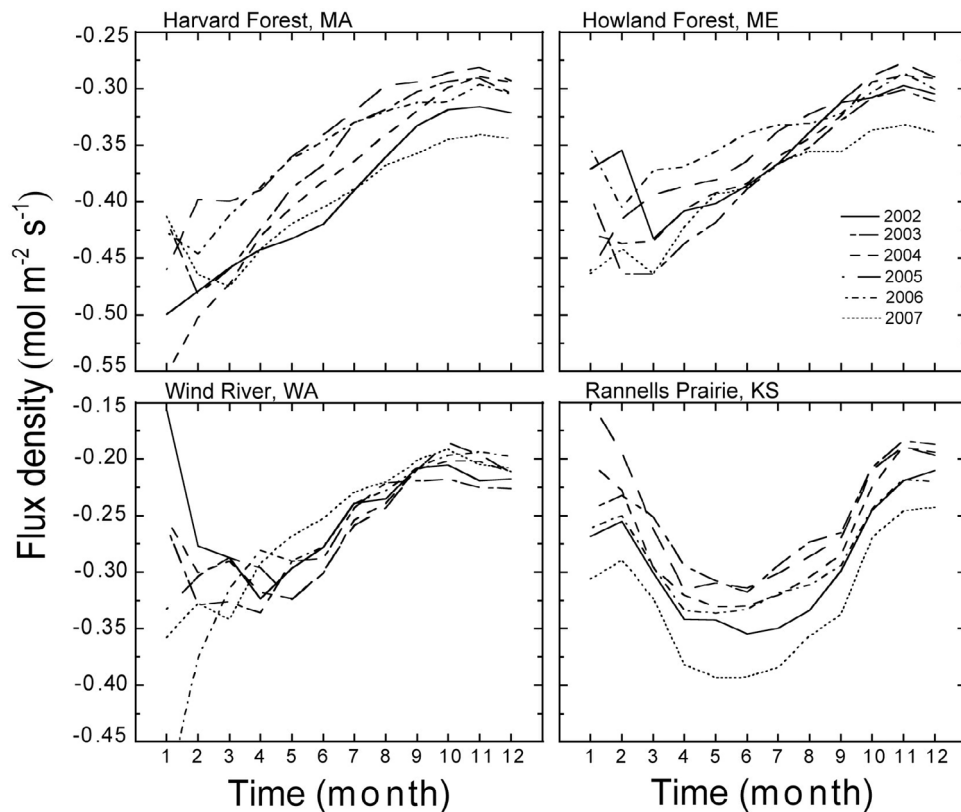 Harvard Forest, MA
Howland Forest, ME
-0.25
-0.30
-0.35
-0.40
-0.45
-0.50
-0.55
2002
2003
2004
2005
2006
2007
Wind River, WA
Rannells Prairie, KS
-0.15
-0.20
-0.25
-0.30
-0.35
-0.40
-0.45
Flux density (mol m⁻² s⁻¹)
1 2 3 4 5 6 7 8 9 10 11 12
1 2 3 4 5 6 7 8 9 10 11 12
Time (month)
Time (month)